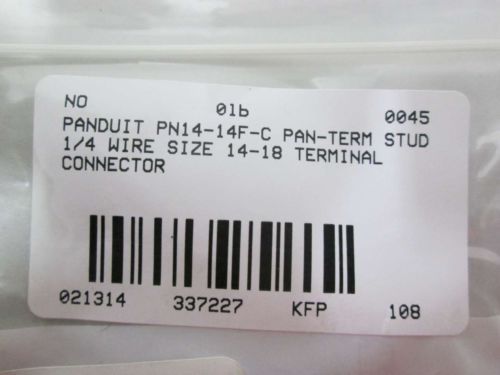 NO 0lb 0045
PANDUIT PN14-14F-C PAN-TERM STUD
1/4 WIRE SIZE 14-18 TERMINAL
CONNECTOR
021314 337227 KFP 108